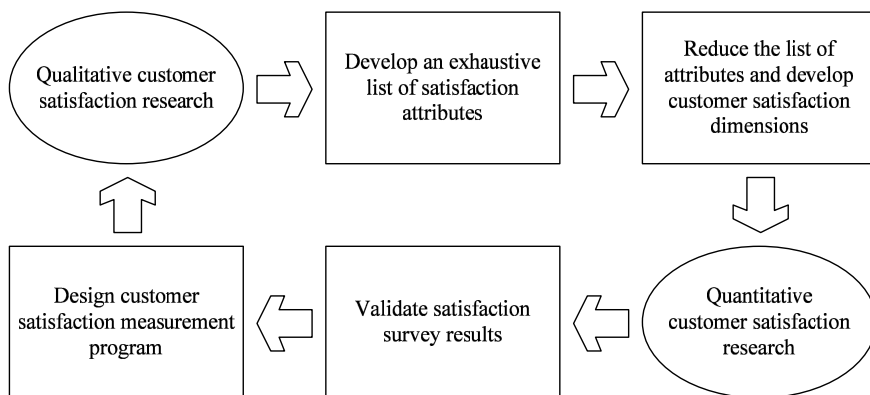 Qualitative customer
satisfaction research
Develop an exhaustive
list of satisfaction
attributes
Reduce the list of
attributes and develop
customer satisfaction
dimensions
Quantitative
customer satisfaction
research
Validate satisfaction
survey results
Design customer
satisfaction measurement
program